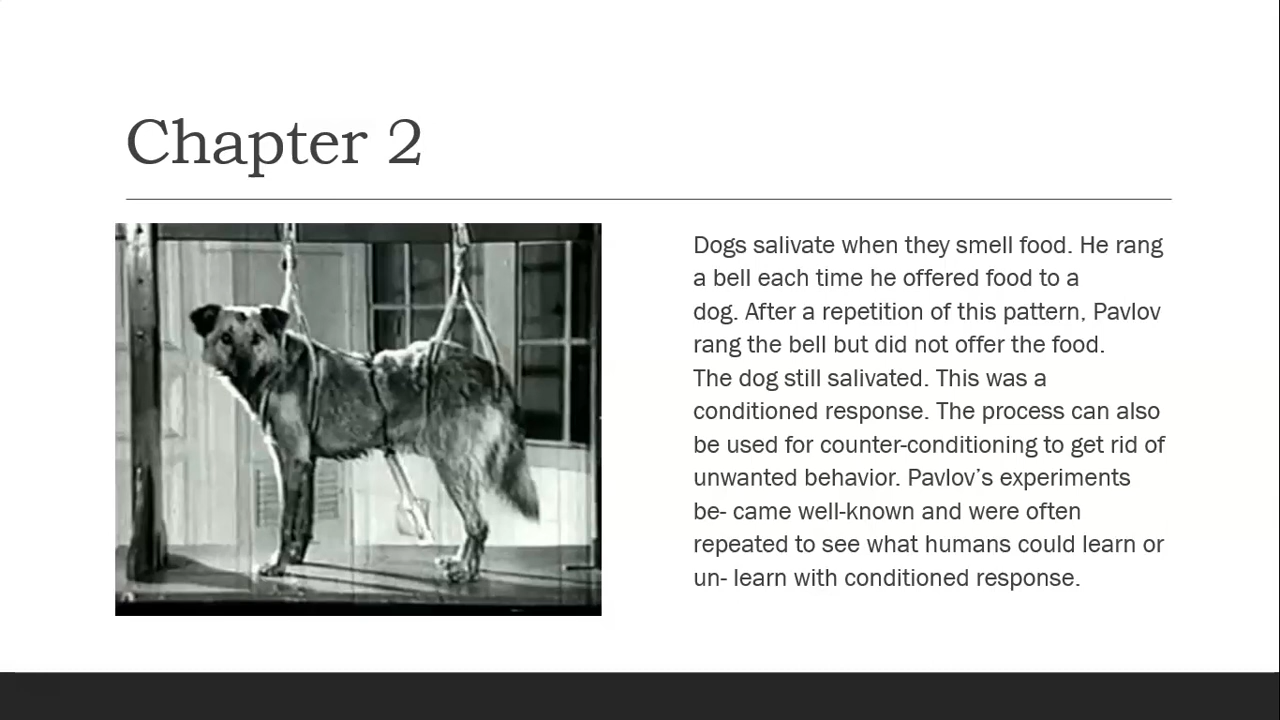 Chapter 2
Dogs salivate when they smell food. He rang
a bell each time he offered food to a
dog. After a repetition of this pattern, Pavlov
rang the bell but did not offer the food.
The dog still salivated. This was a
conditioned response. The process can also
be used for counter-conditioning to get rid of
unwanted behavior. Pavlov’s experiments
be- came well-known and were often
repeated to see what humans could learn or
un- learn with conditioned response.